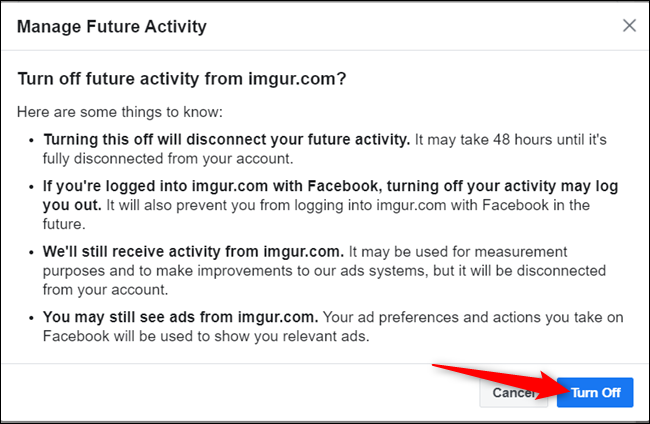 Manage Future Activity
Turn off future activity from imgur.com?
Here are some things to know:
• Turning this off will disconnect your future activity. It may take 48 hours until it's
fully disconnected from your account.
• If you're logged into imgur.com with Facebook, turning off your activity may log
you out. It will also prevent you from logging into imgur.com with Facebook in the
future.
• We'll still receive activity from imgur.com. It may be used for measurement
purposes and to make improvements to our ads systems, but it will be disconnected
from your account.
• You may still see ads from imgur.com. Your ad preferences and actions you take on
Facebook will be used to show you relevant ads.
Cancel Turn Off